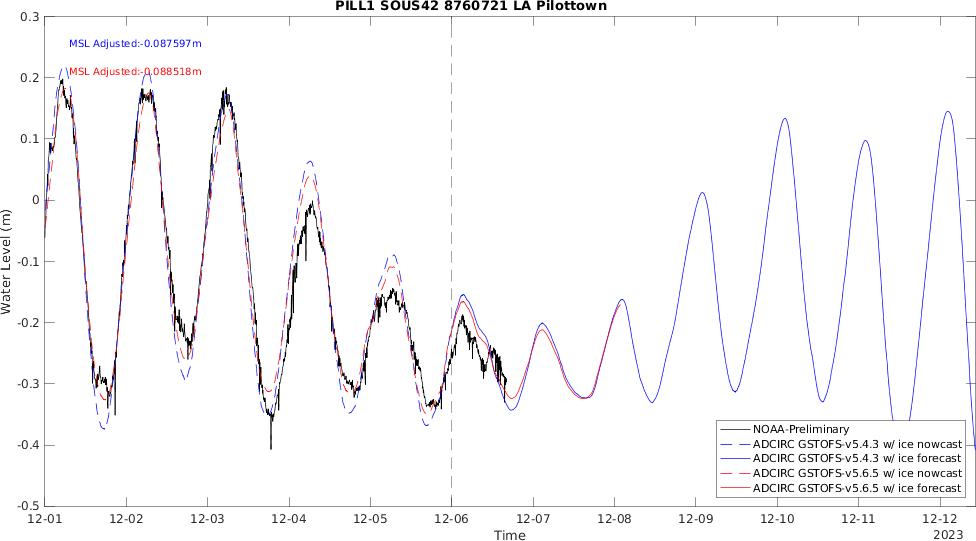 PILL1 SOUS42 8760721 LA Pilottown
0.3
MSL Adjusted:-0.087597m
MSL Adjusted:-0.088518m
0.2
0.1
0
-0.1
-0.2
-0.3
-0.4
-0.5
Water Level (m)
NOAA-Preliminary
ADCIRC GSTOFS-v5.4.3 w/ ice nowcast
ADCIRC GSTOFS-v5.4.3 w/ ice forecast
ADCIRC GSTOFS-v5.6.5 w/ ice nowcast
ADCIRC GSTOFS-v5.6.5 w/ ice forecast
12-01 12-02 12-03 12-04 12-05 12-06 12-07 12-08 12-09 12-10 12-11 12-12
2023
Time